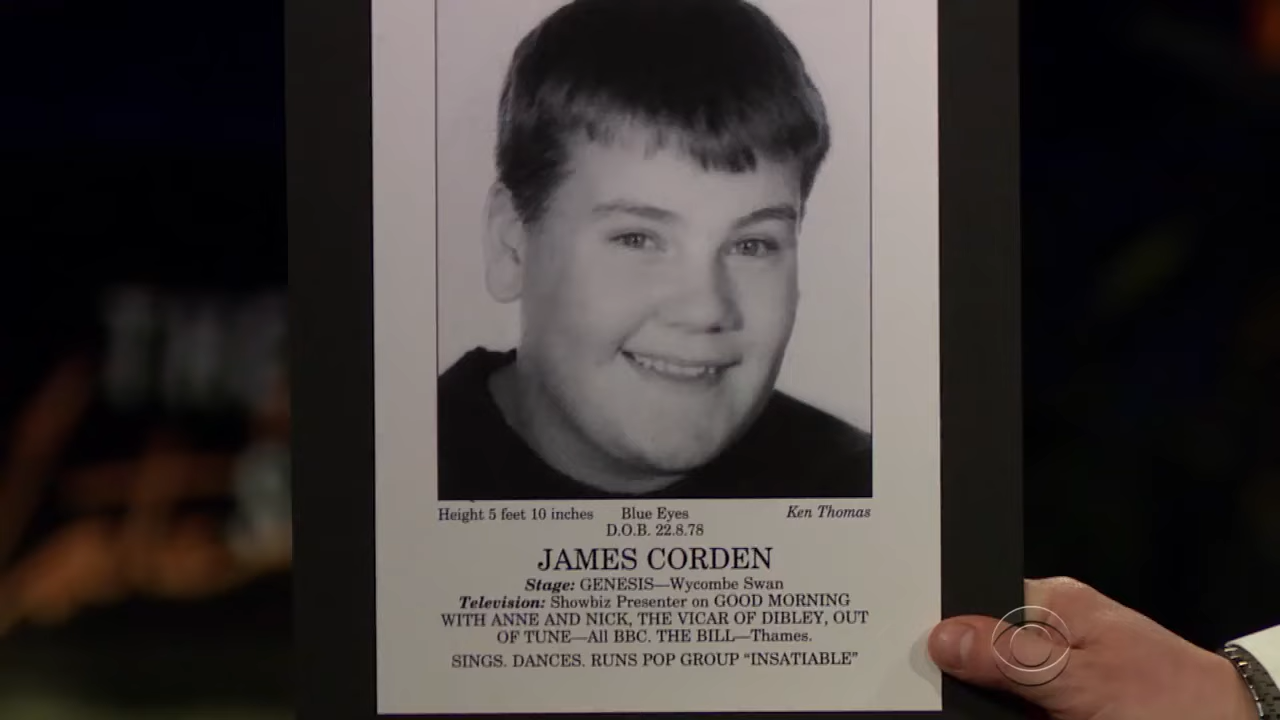 Height 5 feet 10 inches Blue Eyes Ken Thomas
D.O.B. 22.8.78
JAMES CORDEN
Stage: GENESIS—Wycombe Swan
Television: Showbiz Presenter on GOOD MORNING
WITH ANNE AND NICK, THE VICAR OF DIBLEY, OUT
OF TUNE—All BBC. THE BILL—Thames.
SINGS. DANCES. RUNS POP GROUP "INSATIABLE"